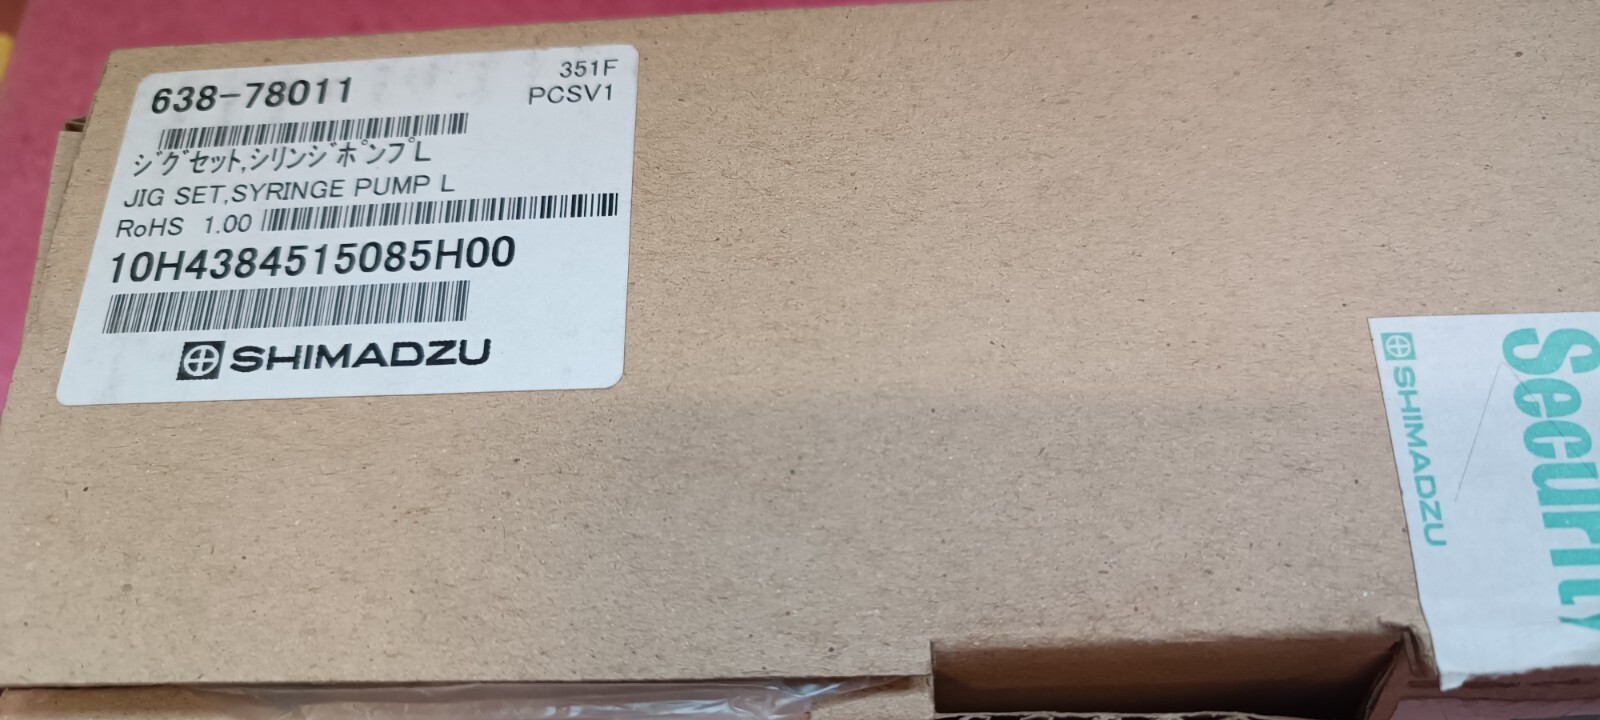 638-78011
351F
PCSV1
ジグセット,シリンジポンプL
JIG SET,SYRINGE PUMP L
RoHS 1.00
10H4384515085H00
SHIMADZU
SHIMADZU
Security